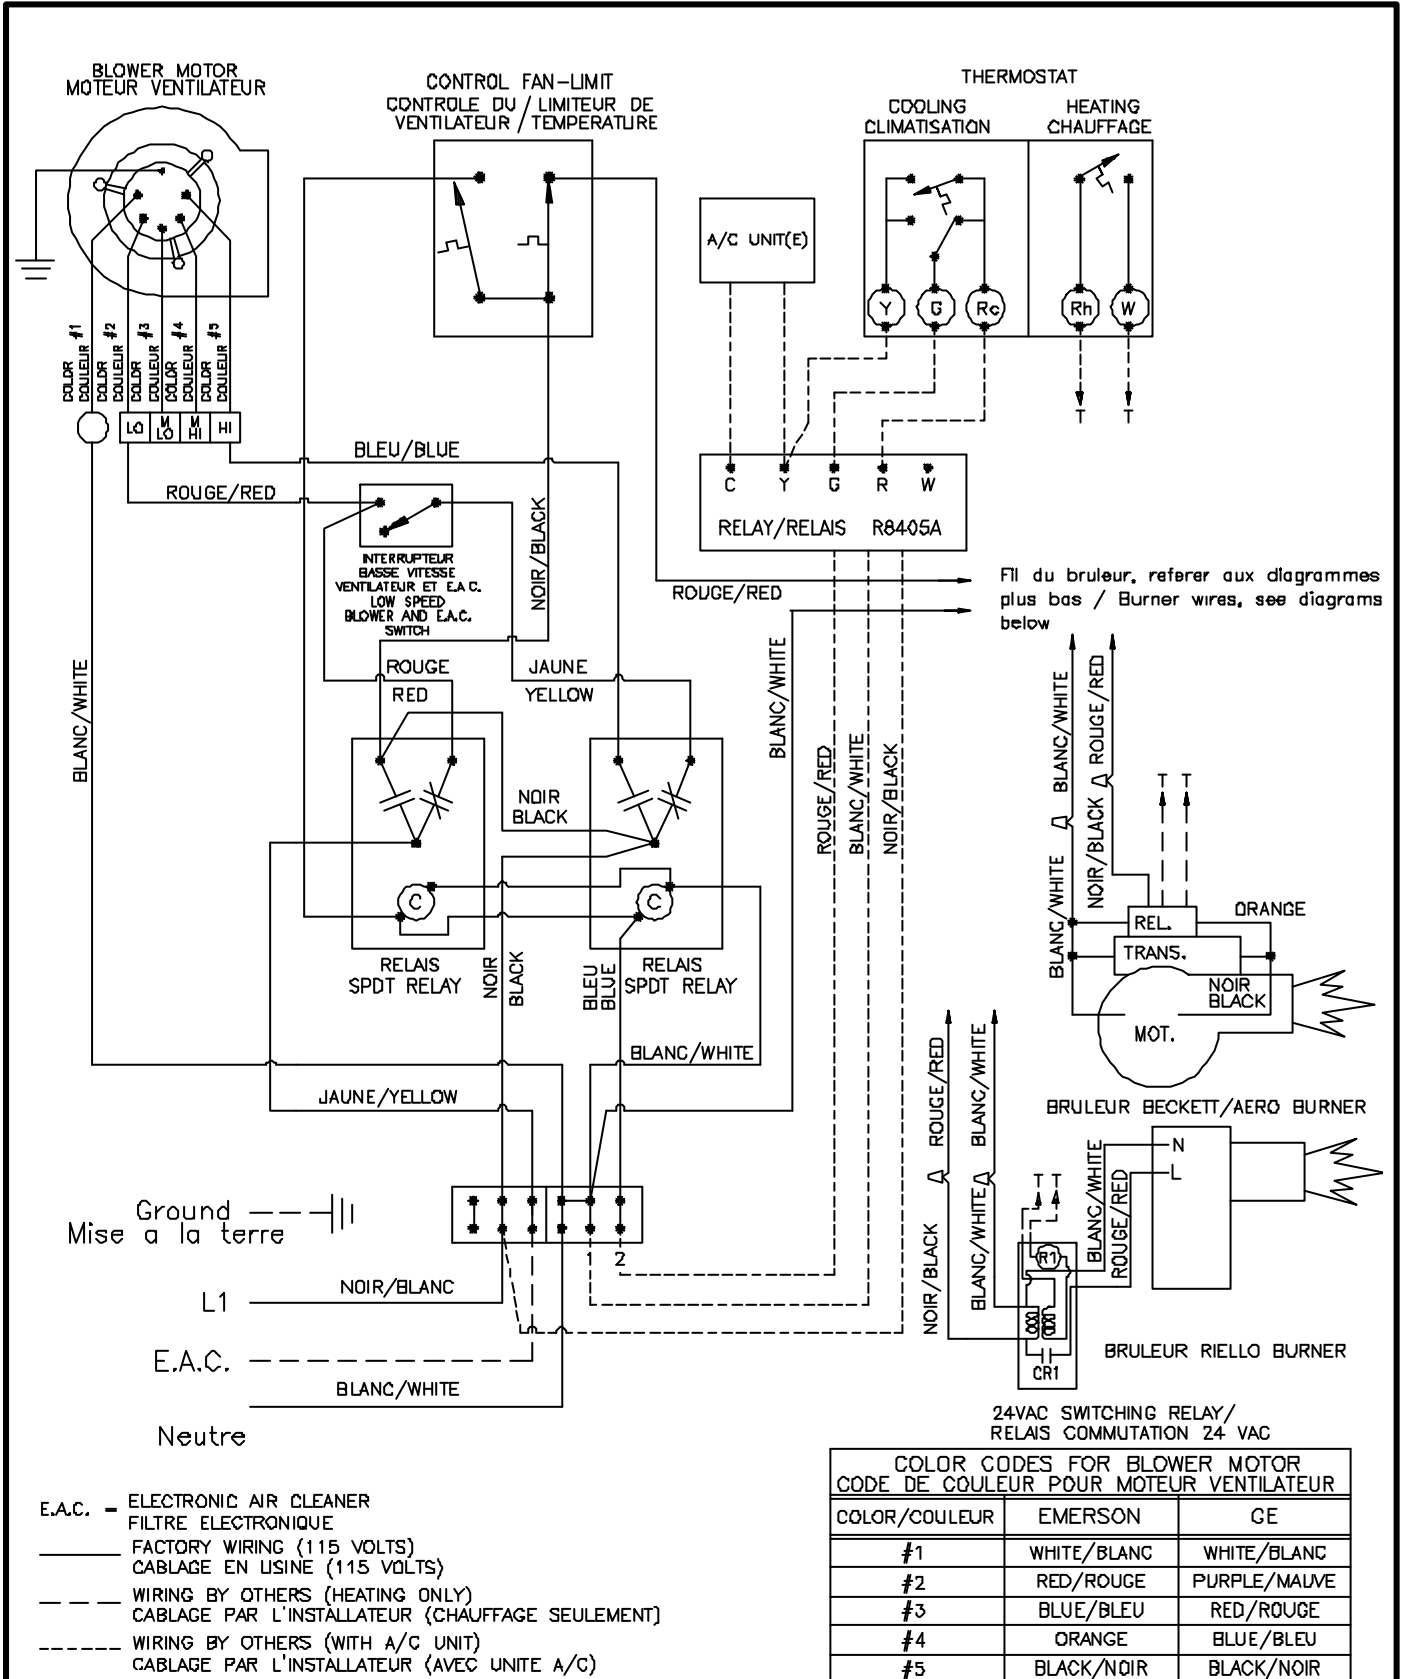 BLOWER MOTOR
MOTEUR VENTILATEUR
CONTROL FAN-LIMIT
CONTROLE DU / LIMITEUR DE
VENTILATEUR / TEMPERATURE
THERMOSTAT
COOLING
CLIMATISATION
HEATING
CHAUFFAGE
A/C UNIT(E)
Y
G
Rc
Rh
W
T
T
COLOR #1
COULEUR
COLOR #2
COULEUR
COLOR #3
COULEUR
COLOR #4
COULEUR
COLOR #5
COULEUR
LO
M LO
M HI
HI
BLEU/BLUE
ROUGE/RED
NOIR/BLACK
C
Y
G
R
W
RELAY/RELAIS R8405A
INTERRUPTEUR
BASSE VITESSE
VENTILATEUR ET E.A.C.
LOW SPEED
BLOWER AND E.A.C.
SWITCH
ROUGE/RED
Fil du bruleur, referer aux diagrammes
plus bas / Burner wires, see diagrams
below
BLANC/WHITE
ROUGE
RED
JAUNE
YELLOW
BLANC/WHITE
ROUGE/RED
BLANC/WHITE
NOIR/BLACK
NOIR
BLACK
C
C
RELAIS
SPDT RELAY
NOIR
BLACK
BLEU
BLUE
RELAIS
SPDT RELAY
BLANC/WHITE
BLANC/WHITE
NOIR/BLACK
ROUGE/RED
T
T
REL.
ORANGE
TRANS.
NOIR
BLACK
MOT.
BRULEUR BECKETT/AERO BURNER
BLANC/WHITE
JAUNE/YELLOW
NOIR/BLACK
ROUGE/RED
BLANC/WHITE
BLANC/WHITE
T
T
BLANC/WHITE
ROUGE/RED
N
L
R1
CR1
BRULEUR RIELLO BURNER
24VAC SWITCHING RELAY/
RELAIS COMMUTATION 24 VAC
Ground
Mise a la terre
1
2
L1
NOIR/BLANC
E.A.C.
BLANC/WHITE
Neutre
E.A.C. = ELECTRONIC AIR CLEANER
FILTRE ELECTRONIQUE
FACTORY WIRING (115 VOLTS)
CABLAGE EN USINE (115 VOLTS)
WIRING BY OTHERS (HEATING ONLY)
CABLAGE PAR L'INSTALLATEUR (CHAUFFAGE SEULEMENT)
WIRING BY OTHERS (WITH A/C UNIT)
CABLAGE PAR L'INSTALLATEUR (AVEC UNITE A/C)
COLOR CODES FOR BLOWER MOTOR
CODE DE COULEUR POUR MOTEUR VENTILATEUR
COLOR/COULEUR EMERSON GE
#1 WHITE/BLANC WHITE/BLANC
#2 RED/ROUGE PURPLE/MAUVE
#3 BLUE/BLEU RED/ROUGE
#4 ORANGE BLUE/BLEU
#5 BLACK/NOIR BLACK/NOIR